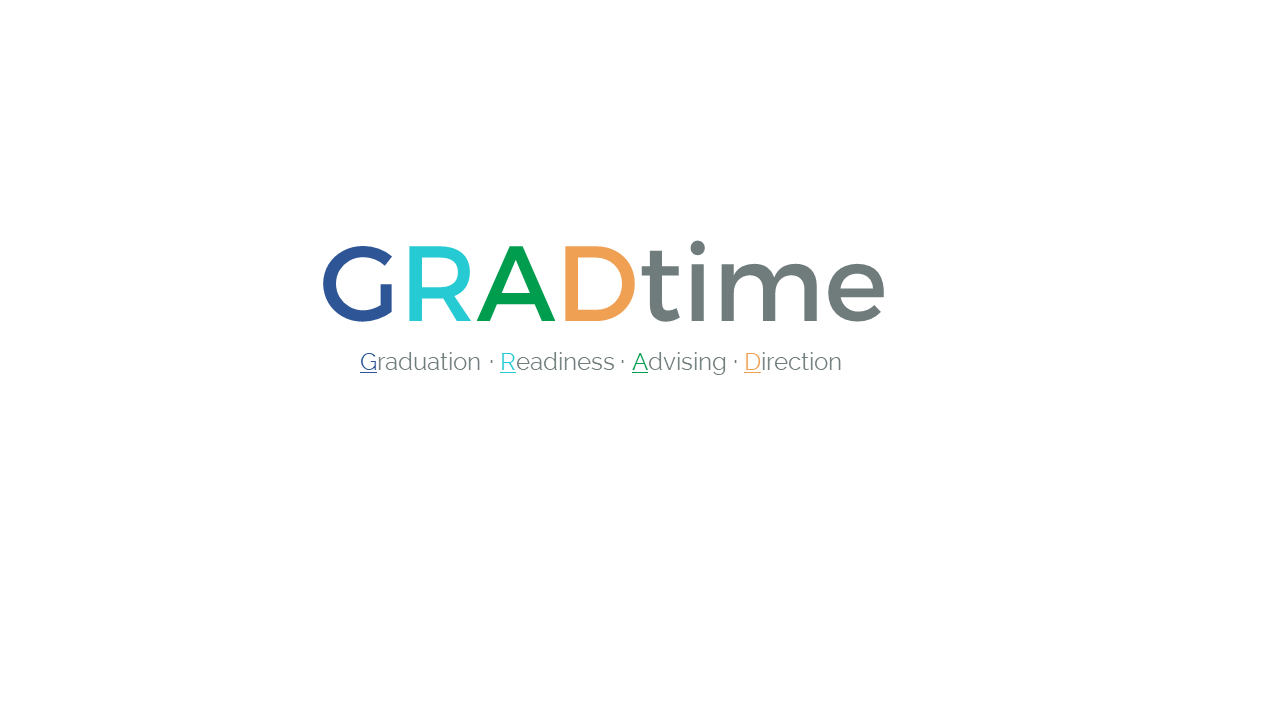 GRADtime
Graduation · Readiness · Advising · Direction